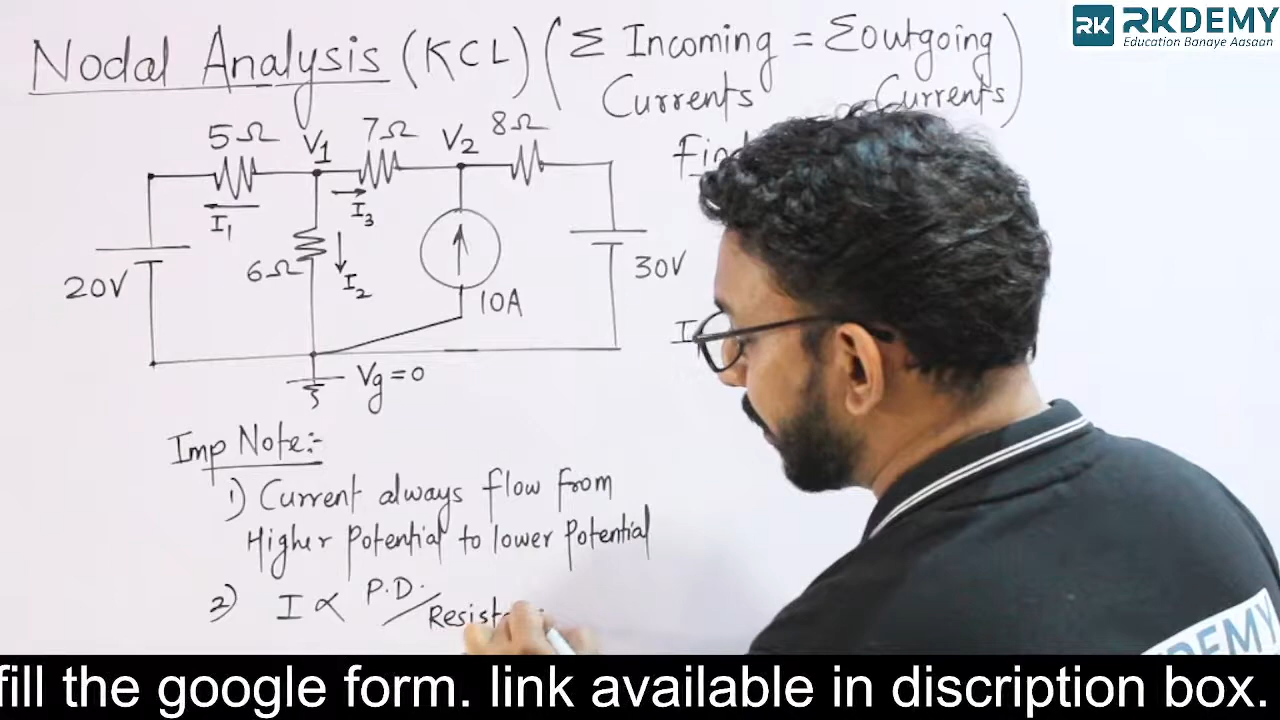 Nodal Analysis (KCL) (Σ Incoming = Σoutgoing
Currents Currents)
RK RKDEMY
Education Banaye Aasaan
5Ω V1 7Ω V2 8Ω
Find
I1 I3
6Ω I2
20V 10A 30V
I
Vg=0
Imp Note:-
1) Current always flow from
Higher Potential to lower Potential
2) I ∝ P.D./
DEMY
fill the google form. link available in discription box.